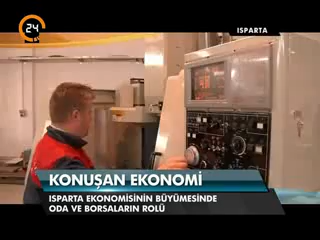 24
ISPARTA
KONUŞAN EKONOMİ
ISPARTA EKONOMİSİNİN BÜYÜMESİNDE
ODA VE BORSALARIN ROLÜ